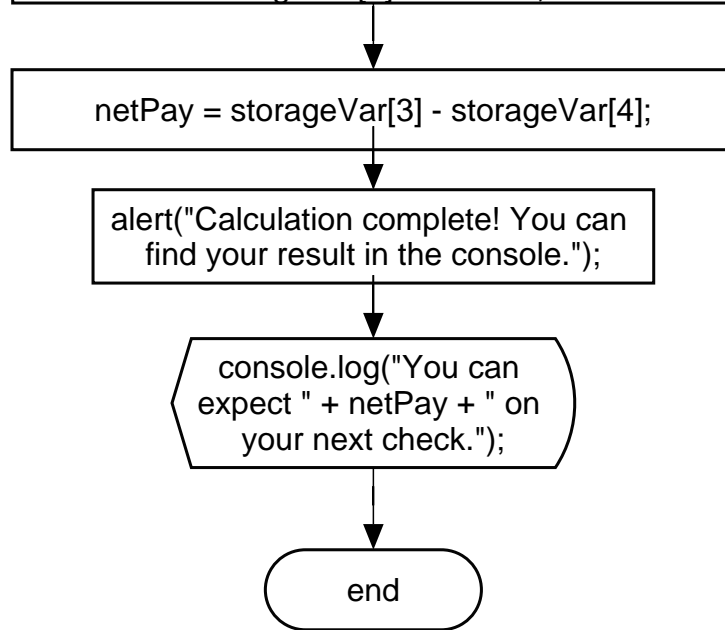 netPay = storageVar[3] - storageVar[4];
alert("Calculation complete! You can
find your result in the console.");
console.log("You can
expect " + netPay + " on
your next check.");
end